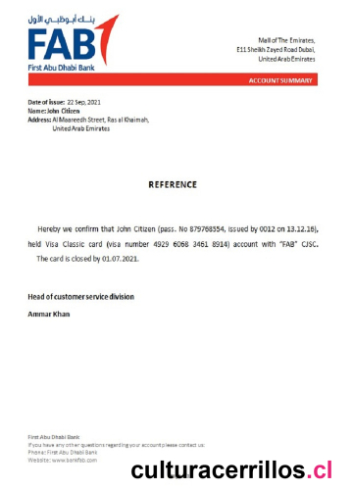 بنك أبوظبي الأول
FAB
First Abu Dhabi Bank
Mall of The Emirates,
E11 Sheikh Zayed Road Dubai,
United Arab Emirates
ACCOUNT SUMMARY
Date of issue: 22 Sep, 2021
Name: John Citizen
Address: Al Maareedh Street, Ras al Khaimah,
United Arab Emirates
REFERENCE
Hereby we confirm that John Citizen (pass. No 879768554, issued by 0012 on 13.12.16),
held Visa Classic card (visa number 4929 6068 3461 8914) account with "FAB" CJSC.
The card is closed by 01.07.2021.
Head of customer service division
Ammar Khan
First Abu Dhabi Bank
If you have any other questions regarding your account please contact us:
Phone: First Abu Dhabi Bank
Website: www.bankfab.com
culturacerrillos.cl